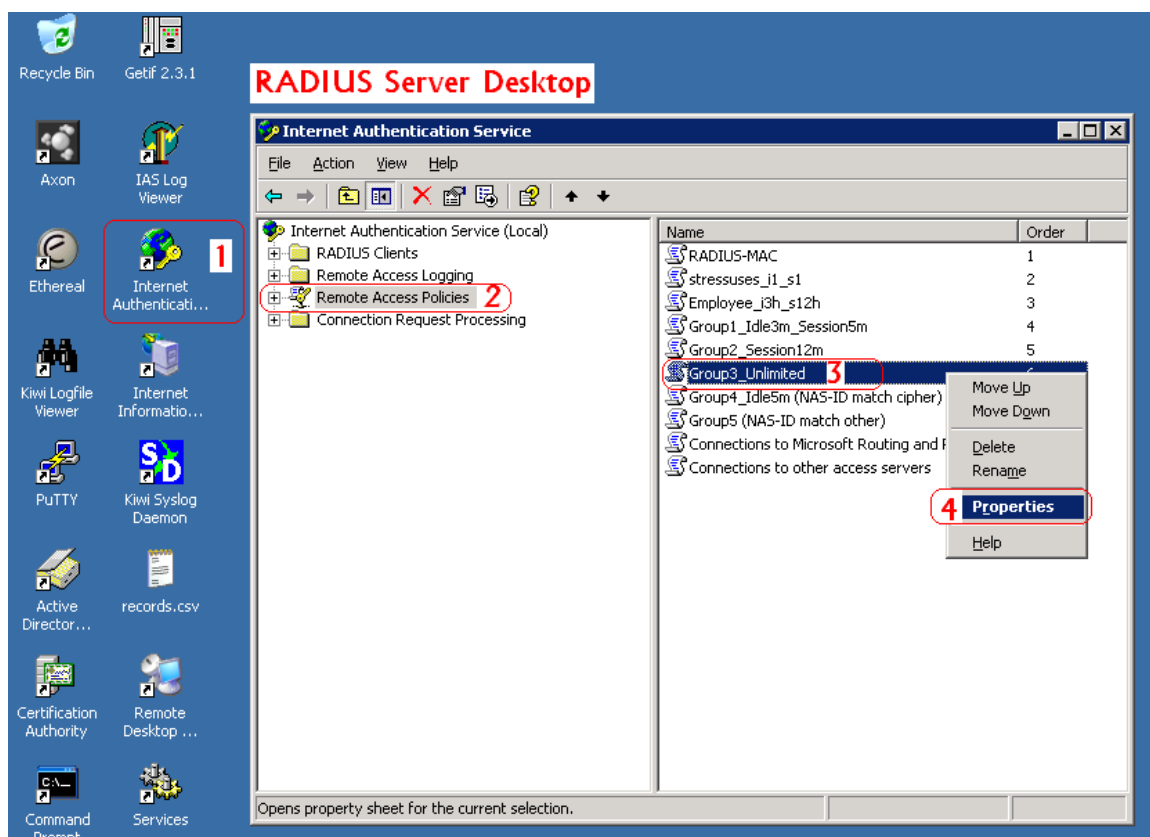 Recycle Bin
Getif 2.3.1
RADIUS Server Desktop
Axon
IAS Log
Viewer
Ethereal
Internet
Authenticati...
1
Kiwi Logfile
Viewer
Internet
Informatio...
PuTTY
SD
Kiwi Syslog
Daemon
Active
Director...
records.csv
Certification
Authority
Remote
Desktop ...
C:\_
Command
Prompt
Services
Internet Authentication Service
File Action View Help
Internet Authentication Service (Local)
RADIUS Clients
Remote Access Logging
Remote Access Policies 2
Connection Request Processing
Name Order
RADIUS-MAC 1
stressuses_i1_s1 2
Employee_i3h_s12h 3
Group1_Idle3m_Session5m 4
Group2_Session12m 5
Group3_Unlimited 3
Group4_Idle5m (NAS-ID match cipher)
Group5 (NAS-ID match other)
Connections to Microsoft Routing and
Connections to other access servers
Move Up
Move Down
Delete
Rename
4 Properties
Help
Opens property sheet for the current selection.